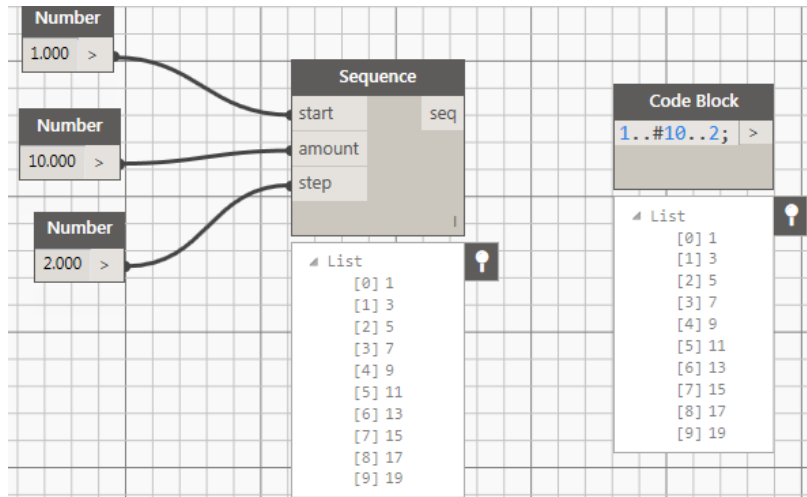 Number
1.000 >
Number
10.000 >
Number
2.000 >
Sequence
start seq
amount
step
l
List
[0] 1
[1] 3
[2] 5
[3] 7
[4] 9
[5] 11
[6] 13
[7] 15
[8] 17
[9] 19
Code Block
1..#10..2; >
List
[0] 1
[1] 3
[2] 5
[3] 7
[4] 9
[5] 11
[6] 13
[7] 15
[8] 17
[9] 19